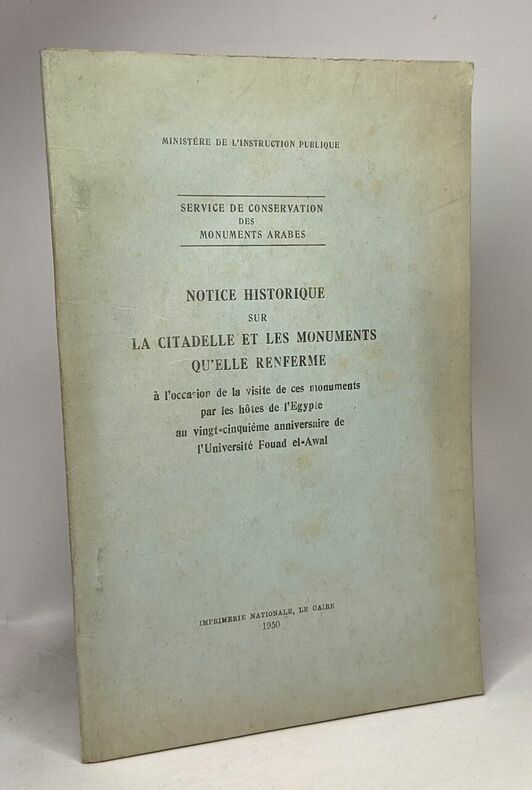 MINISTÈRE DE L'INSTRUCTION PUBLIQUE
SERVICE DE CONSERVATION
DES
MONUMENTS ARABES
NOTICE HISTORIQUE
SUR
LA CITADELLE ET LES MONUMENTS
QU'ELLE RENFERME
à l'occasion de la visite de ces monuments
par les hôtes de l'Egypte
au vingt-cinquième anniversaire de
l'Université Fouad el-Awal
IMPRIMERIE NATIONALE, LE CAIRE
1950